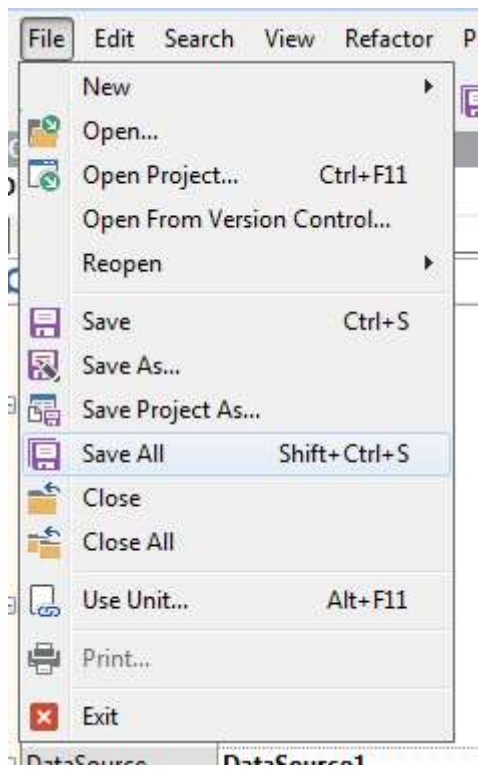 File Edit Search View Refactor P
New
Open...
Open Project... Ctrl+F11
Open From Version Control...
Reopen
Save Ctrl+S
Save As...
Save Project As...
Save All Shift+Ctrl+S
Close
Close All
Use Unit... Alt+F11
Print...
Exit
DataSource DataSource1